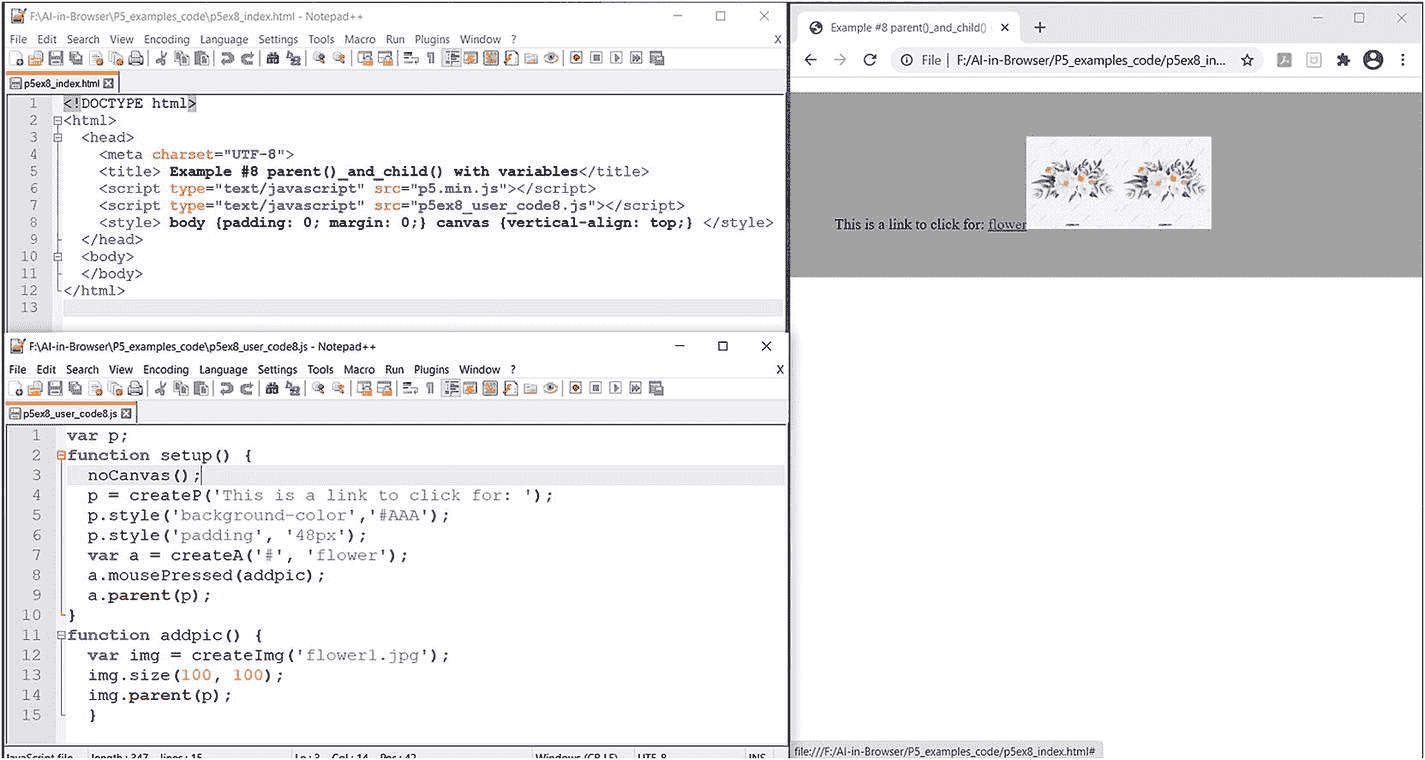 F:\AI-in-Browser\P5_examples_code\p5ex8_index.html - Notepad++
File Edit Search View Encoding Language Settings Tools Macro Run Plugins Window ? X
p5ex8_index.html
1 <!DOCTYPE html>
2 <html>
3 <head>
4 <meta charset="UTF-8">
5 <title> Example #8 parent()_and_child() with variables</title>
6 <script type="text/javascript" src="p5.min.js"></script>
7 <script type="text/javascript" src="p5ex8_user_code8.js"></script>
8 <style> body {padding: 0; margin: 0;} canvas {vertical-align: top;} </style>
9 </head>
10 <body>
11 </body>
12 </html>
13
F:\AI-in-Browser\P5_examples_code\p5ex8_user_code8.js - Notepad++
File Edit Search View Encoding Language Settings Tools Macro Run Plugins Window ? X
p5ex8_user_code8.js
1 var p;
2 function setup() {
3 noCanvas();
4 p = createP('This is a link to click for: ');
5 p.style('background-color','#AAA');
6 p.style('padding', '48px');
7 var a = createA('#', 'flower');
8 a.mousePressed(addpic);
9 a.parent(p);
10 }
11 function addpic() {
12 var img = createImg('flower1.jpg');
13 img.size(100, 100);
14 img.parent(p);
15 }
JavaScript file length : 347 lines : 15 Ln : 3 Col : 14 Pos : 42 Windows (CR LF) UTF-8 INS
Example #8 parent()_and_child()
File F:/AI-in-Browser/P5_examples_code/p5ex8_in...
This is a link to click for: flower
file:///F:/AI-in-Browser/P5_examples_code/p5ex8_index.html#